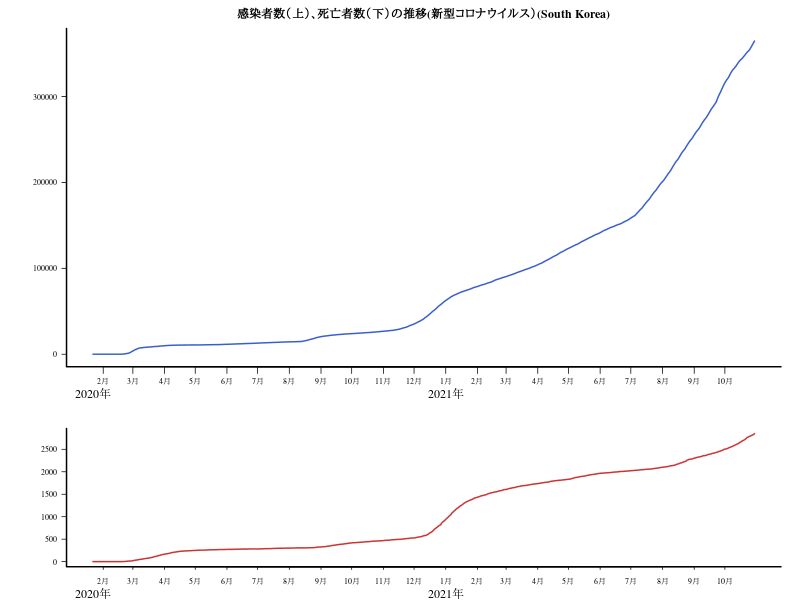 感染者数（上）、死亡者数（下）の推移(新型コロナウイルス）(South Korea)
300000
200000
100000
0
2月 3月 4月 5月 6月 7月 8月 9月 10月 11月 12月 1月 2月 3月 4月 5月 6月 7月 8月 9月 10月
2020年 2021年
2500
2000
1500
1000
500
0
2月 3月 4月 5月 6月 7月 8月 9月 10月 11月 12月 1月 2月 3月 4月 5月 6月 7月 8月 9月 10月
2020年 2021年